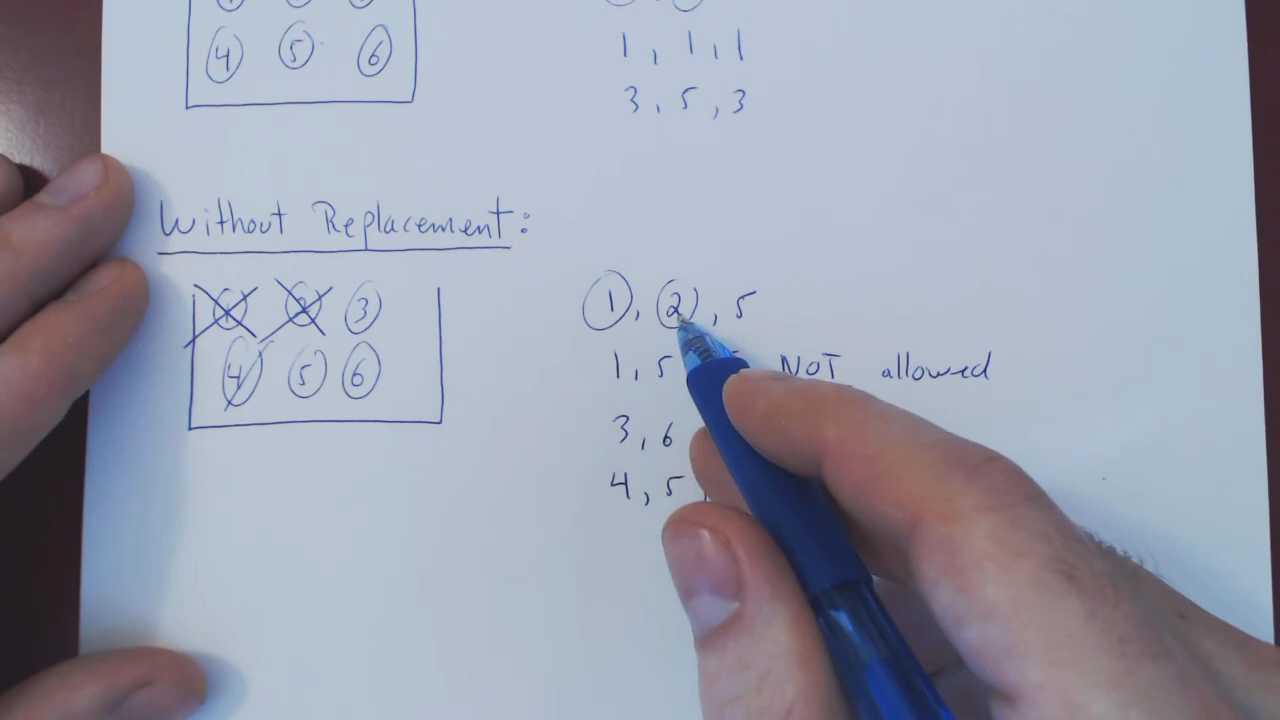 4 5 6
1, 1, 1
3, 5, 3
Without Replacement:
1 2 3
4 5 6
1, 2, 5
1, 5 NOT allowed
3, 6
4, 5,